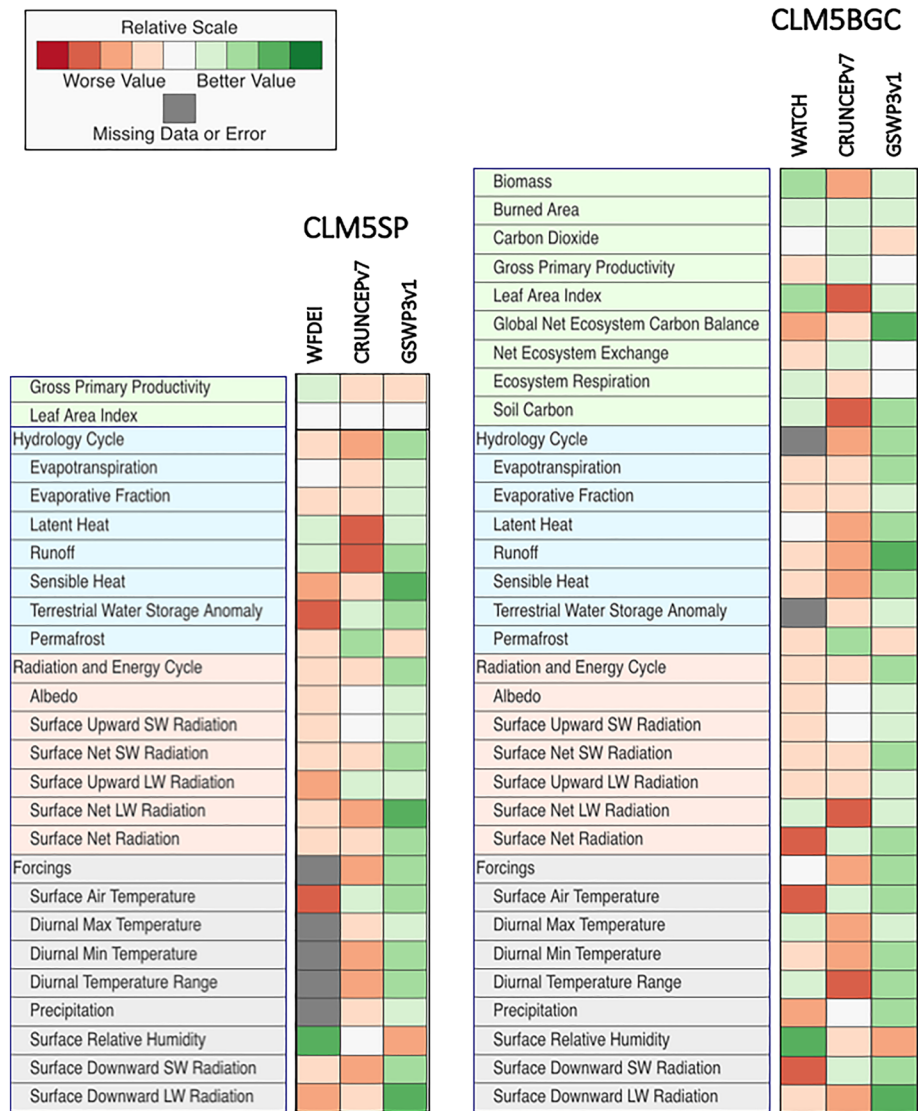 Relative Scale
Worse Value Better Value
Missing Data or Error
CLM5SP
WFDEI
CRUNCEPv7
GSWP3v1
Gross Primary Productivity
Leaf Area Index
Hydrology Cycle
Evapotranspiration
Evaporative Fraction
Latent Heat
Runoff
Sensible Heat
Terrestrial Water Storage Anomaly
Permafrost
Radiation and Energy Cycle
Albedo
Surface Upward SW Radiation
Surface Net SW Radiation
Surface Upward LW Radiation
Surface Net LW Radiation
Surface Net Radiation
Forcings
Surface Air Temperature
Diurnal Max Temperature
Diurnal Min Temperature
Diurnal Temperature Range
Precipitation
Surface Relative Humidity
Surface Downward SW Radiation
Surface Downward LW Radiation
CLM5BGC
WATCH
CRUNCEPv7
GSWP3v1
Biomass
Burned Area
Carbon Dioxide
Gross Primary Productivity
Leaf Area Index
Global Net Ecosystem Carbon Balance
Net Ecosystem Exchange
Ecosystem Respiration
Soil Carbon
Hydrology Cycle
Evapotranspiration
Evaporative Fraction
Latent Heat
Runoff
Sensible Heat
Terrestrial Water Storage Anomaly
Permafrost
Radiation and Energy Cycle
Albedo
Surface Upward SW Radiation
Surface Net SW Radiation
Surface Upward LW Radiation
Surface Net LW Radiation
Surface Net Radiation
Forcings
Surface Air Temperature
Diurnal Max Temperature
Diurnal Min Temperature
Diurnal Temperature Range
Precipitation
Surface Relative Humidity
Surface Downward SW Radiation
Surface Downward LW Radiation